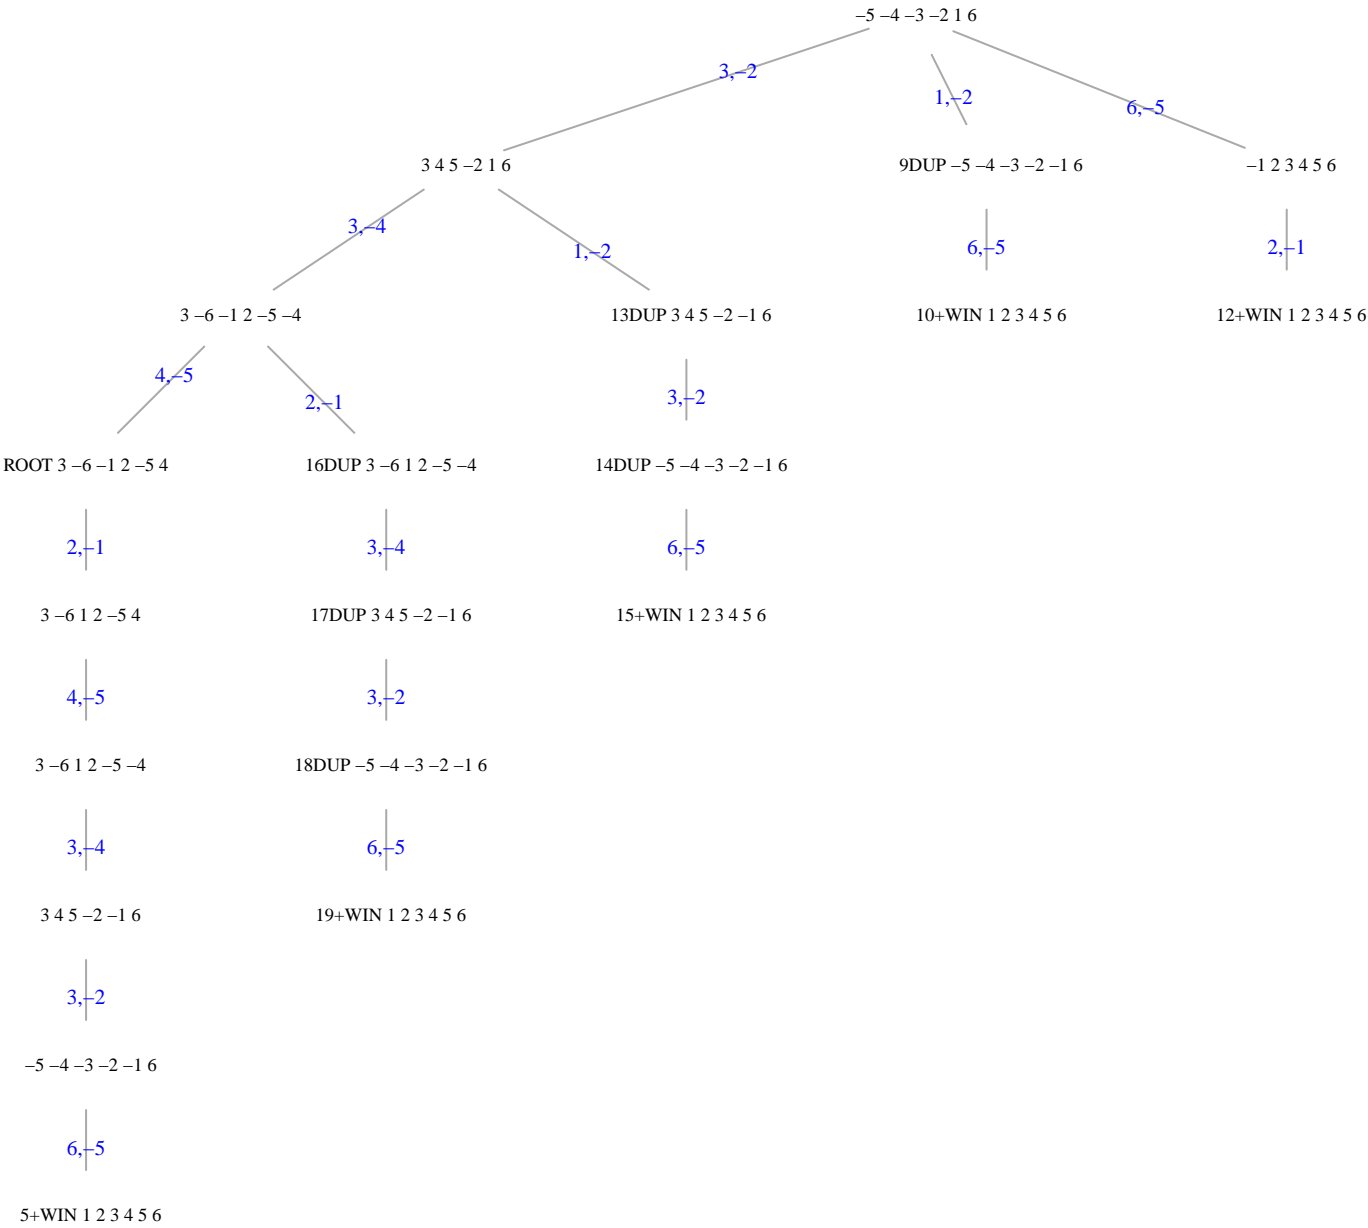 –5 –4 –3 –2 1 6
3,–2
1,–2
6,–5
3 4 5 –2 1 6
9DUP –5 –4 –3 –2 –1 6
–1 2 3 4 5 6
3,–4
1,–2
6,–5
2,–1
3 –6 –1 2 –5 –4
13DUP 3 4 5 –2 –1 6
10+WIN 1 2 3 4 5 6
12+WIN 1 2 3 4 5 6
4,–5
2,–1
3,–2
ROOT 3 –6 –1 2 –5 4
16DUP 3 –6 1 2 –5 –4
14DUP –5 –4 –3 –2 –1 6
2,–1
3,–4
6,–5
3 –6 1 2 –5 4
17DUP 3 4 5 –2 –1 6
15+WIN 1 2 3 4 5 6
4,–5
3,–2
3 –6 1 2 –5 –4
18DUP –5 –4 –3 –2 –1 6
3,–4
6,–5
3 4 5 –2 –1 6
19+WIN 1 2 3 4 5 6
3,–2
–5 –4 –3 –2 –1 6
6,–5
5+WIN 1 2 3 4 5 6